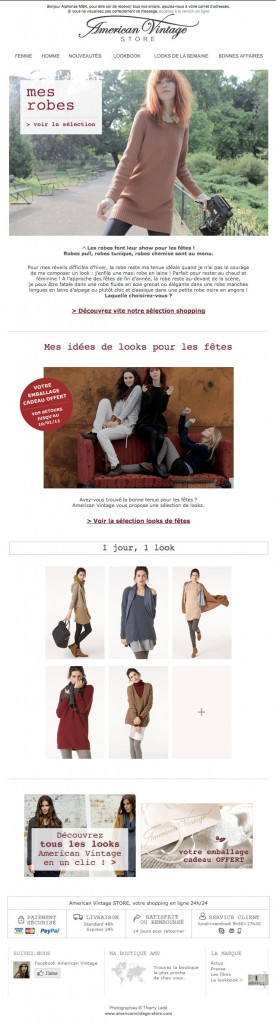 Bonjour Alphonse MBA, pour être sûr de recevoir tous nos emails, ajoutez-nous à votre carnet d'adresses.
Si vous ne visualisez pas correctement ce message, accédez à la version en ligne
American Vintage
STORE
FEMME HOMME NOUVEAUTÉS LOOKBOOK LOOKS DE LA SEMAINE BONNES AFFAIRES
mes
robes
> voir la sélection
Les robes font leur show pour les fêtes !
Robes pull, robes tunique, robes chemise sont au menu.
Pour mes réveils difficiles d'hiver, la robe reste ma tenue idéale quand je n'ai pas le courage
de me composer un look : j'enfile une maxi robe en laine ! Parfait pour rester au chaud et
féminine ! A l'approche des fêtes de fin d'année, la robe reste au-devant de la scène,
je peux être fatale dans une robe fluide en soie grenat ou élégante dans une robe manches
longues en laine d'alpaga ou plutôt chic et classique dans une petite robe noire en angora !
Laquelle choisirez-vous ?
> Découvrez vite notre sélection shopping
Mes idées de looks pour les fêtes
VOTRE
EMBALLAGE
CADEAU OFFERT
VOS RETOURS
JUSQU'AU
10/01/13
Avez-vous trouvé la bonne tenue pour les fêtes ?
American Vintage vous propose une sélection de looks.
> Voir la sélection looks de fêtes
1 jour, 1 look
+
Découvrez
tous les looks
American Vintage
en un clic ! >
votre emballage
cadeau OFFERT
American Vintage STORE, votre shopping en ligne 24h/24
PAIEMENT
SÉCURISÉ
VISA PayPal
LIVRAISON
Standard 48h
Express 24h
SATISFAIT
OU REMBOURSÉ
14 jours pour retourner
SERVICE CLIENT
lundi>vendredi 9h30>17h30
SUIVEZ-NOUS
Facebook American Vintage
J'aime
MA BOUTIQUE AMV
Trouvez la boutique
la plus proche
de chez vous.
LA MARQUE
Actus
Presse
Les films
Le lookbook >
Photographies © Thierry Lebé
www.americanvintage-store.com